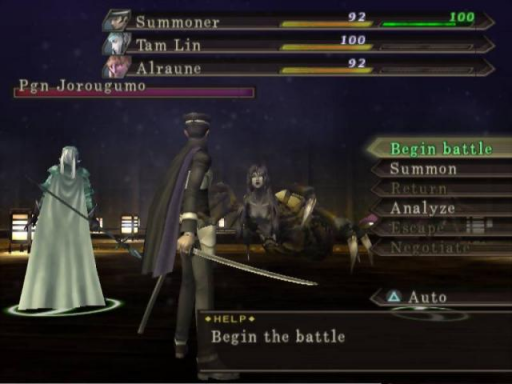 Summoner 92 100
Tam Lin 100
Alraune 92
Pgn Jorougumo
Begin battle
Summon
Return
Analyze
Escape
Negotiate
Auto
HELP
Begin the battle